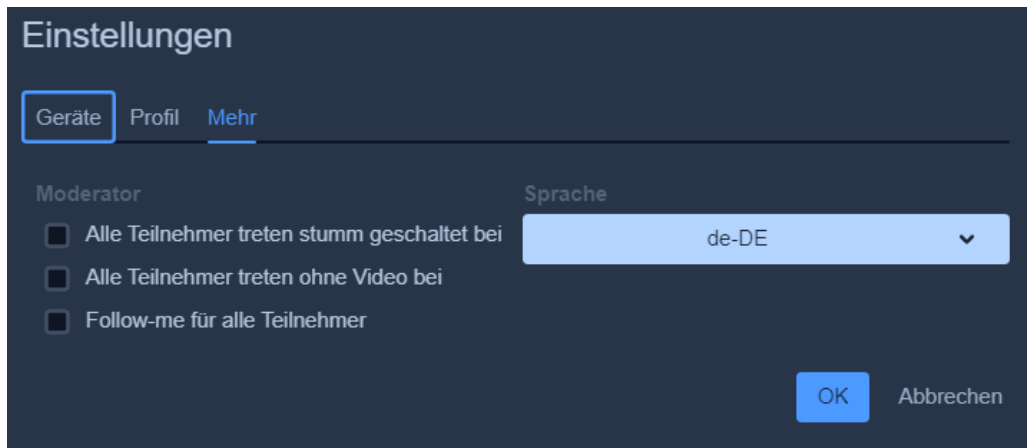 Einstellungen
Geräte Profil Mehr
Moderator
Alle Teilnehmer treten stumm geschaltet bei
Alle Teilnehmer treten ohne Video bei
Follow-me für alle Teilnehmer
Sprache
de-DE
OK Abbrechen